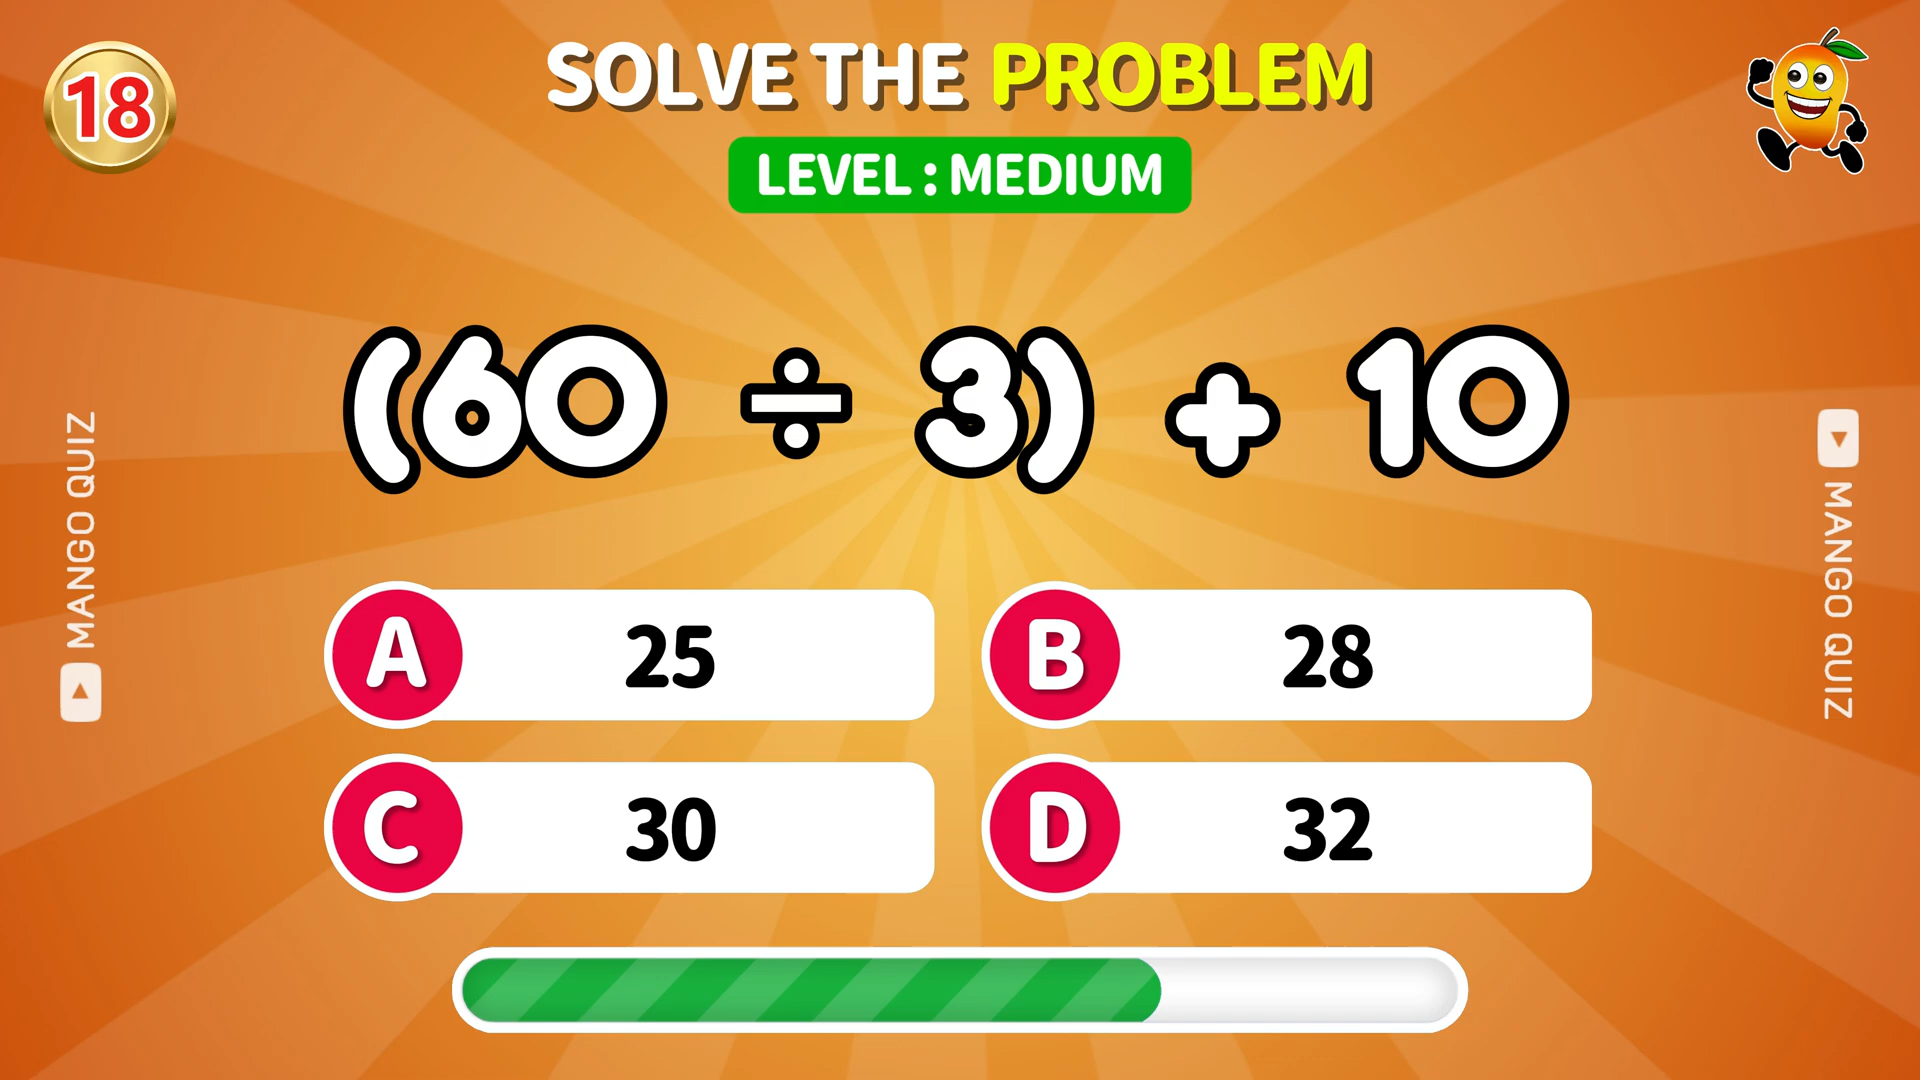 18
SOLVE THE PROBLEM
LEVEL : MEDIUM
(60 ÷ 3) + 10
A 25
B 28
C 30
D 32
MANGO QUIZ
MANGO QUIZ